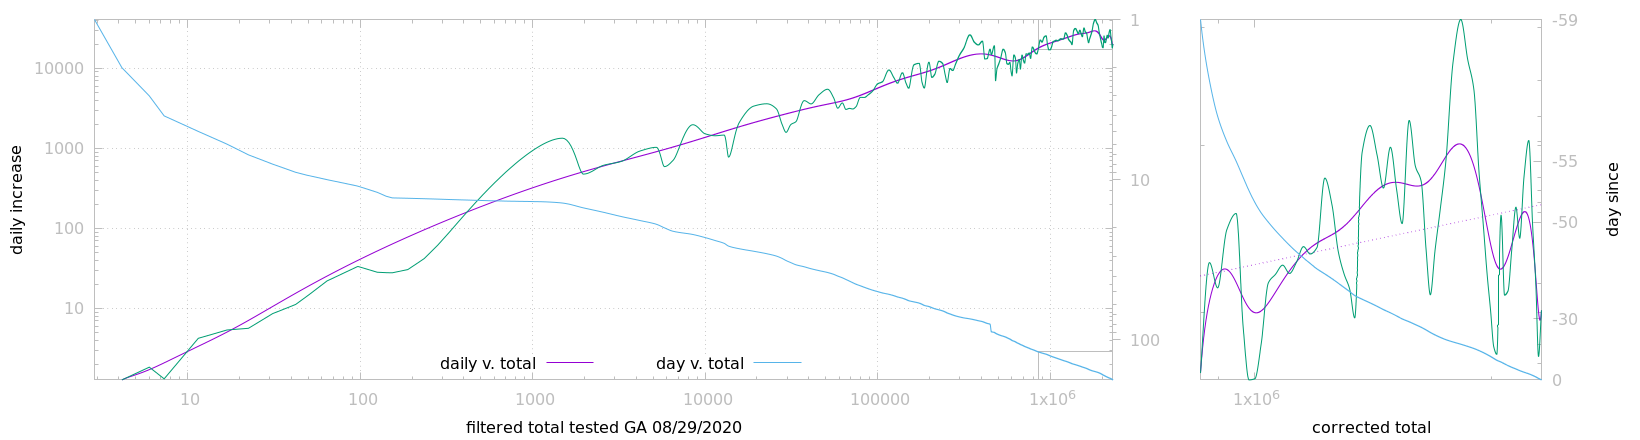 daily increase
10000
1000
100
10
daily v. total
day v. total
10
100
1000
10000
100000
1x10⁶
filtered total tested GA 08/29/2020
1
10
100
1x10⁶
corrected total
-59
-55
-50
-30
0
day since